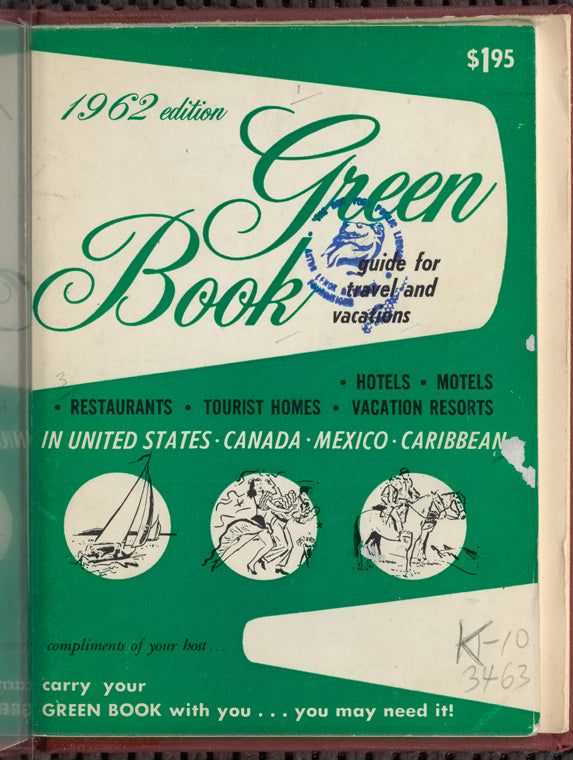 $1.95
1962 edition
Green
Book
guide for
travel and
vacations
• HOTELS • MOTELS
• RESTAURANTS • TOURIST HOMES • VACATION RESORTS
IN UNITED STATES · CANADA · MEXICO · CARIBBEAN
compliments of your host...
K-10
3463
carry your
GREEN BOOK with you . . . you may need it!